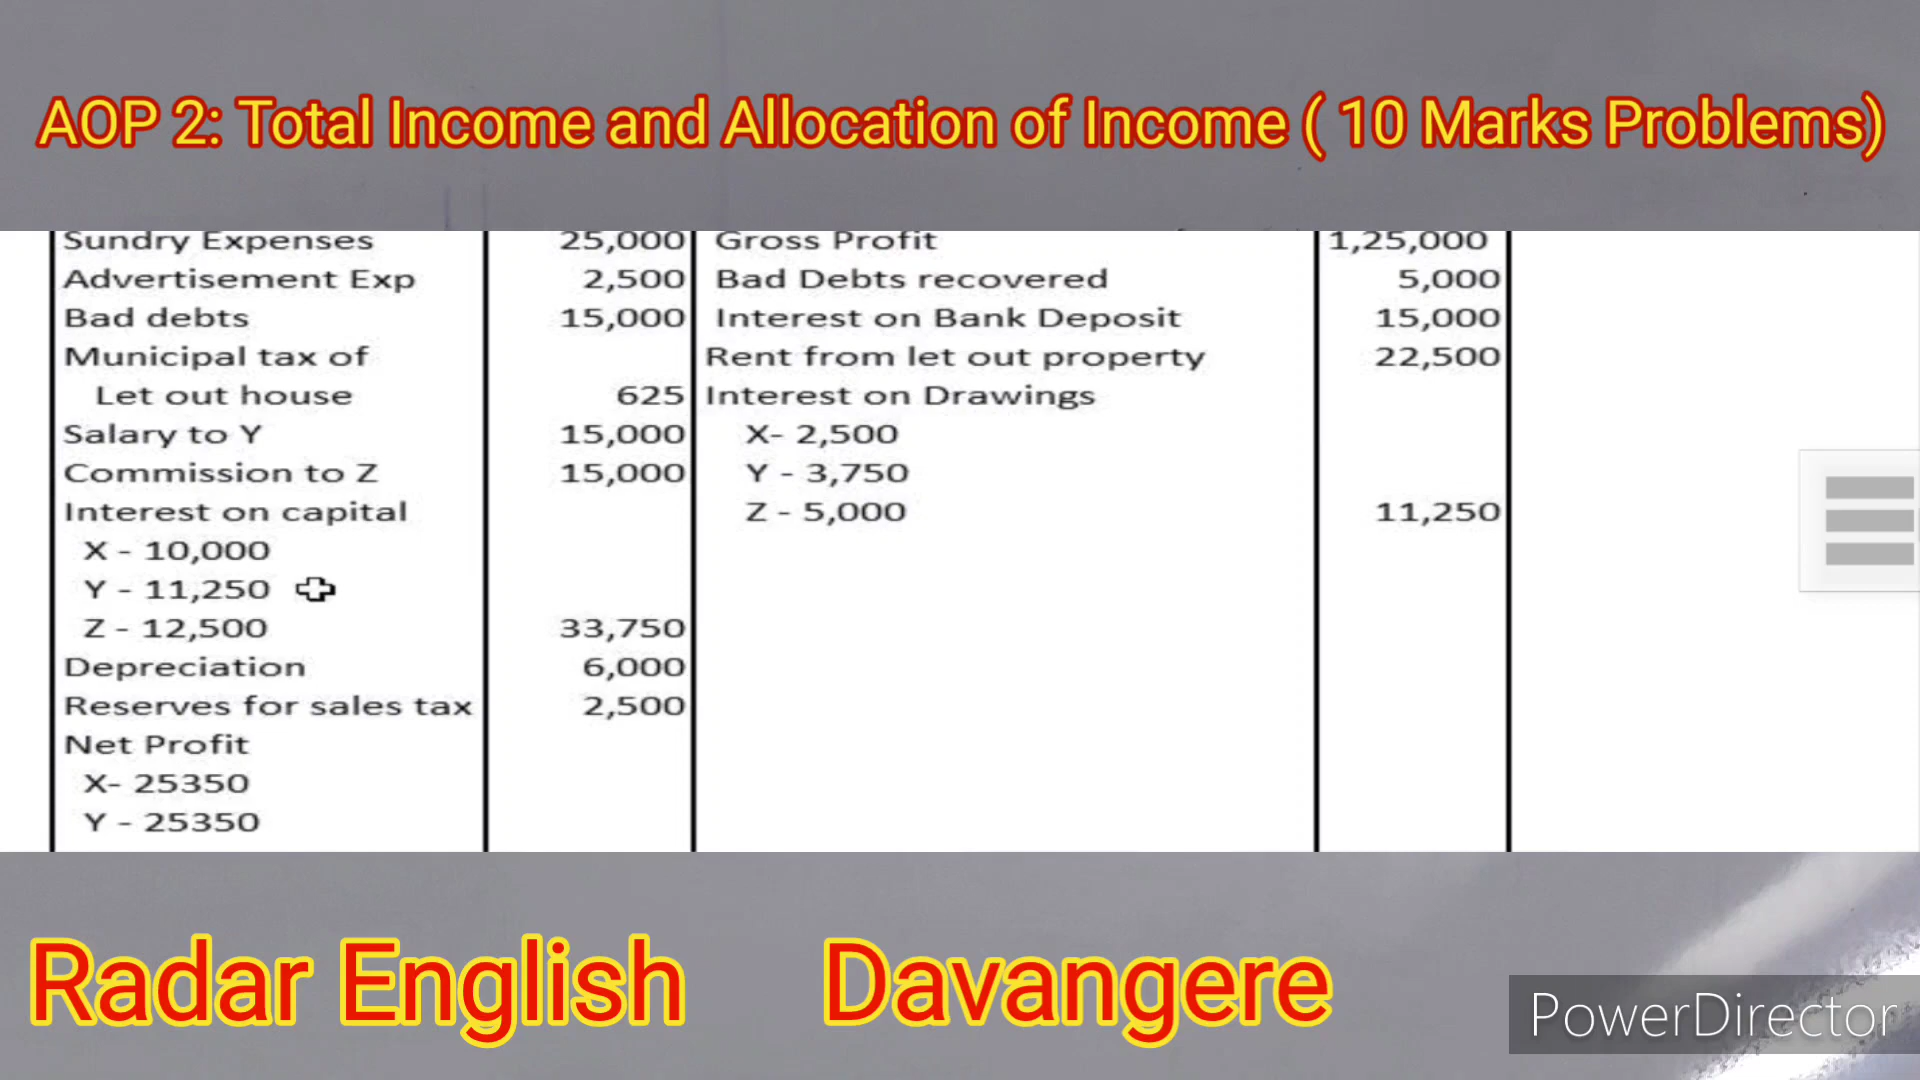 AOP 2: Total Income and Allocation of Income ( 10 Marks Problems)
Sundry Expenses 25,000 Gross Profit 1,25,000
Advertisement Exp 2,500 Bad Debts recovered 5,000
Bad debts 15,000 Interest on Bank Deposit 15,000
Municipal tax of Rent from let out property 22,500
Let out house 625 Interest on Drawings
Salary to Y 15,000 X- 2,500
Commission to Z 15,000 Y - 3,750
Interest on capital Z - 5,000 11,250
X - 10,000
Y - 11,250
Z - 12,500 33,750
Depreciation 6,000
Reserves for sales tax 2,500
Net Profit
X- 25350
Y - 25350
Radar English Davangere
PowerDirector